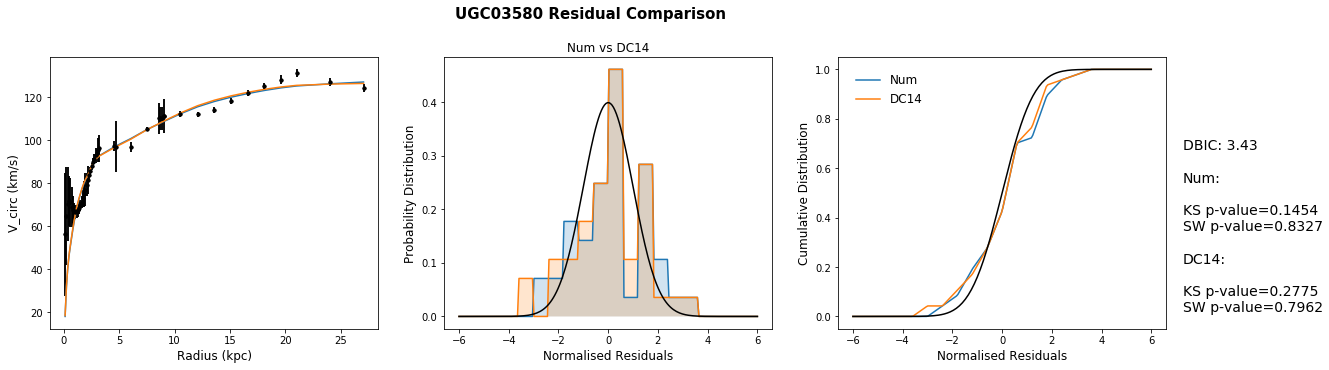 UGC03580 Residual Comparison
V_circ (km/s)
120
100
80
60
40
20
0 5 10 15 20 25
Radius (kpc)
Num vs DC14
Probability Distribution
0.4
0.3
0.2
0.1
0.0
−6 −4 −2 0 2 4 6
Normalised Residuals
Cumulative Distribution
1.0
0.8
0.6
0.4
0.2
0.0
−6 −4 −2 0 2 4 6
Normalised Residuals
Num
DC14
DBIC: 3.43
Num:
KS p-value=0.1454
SW p-value=0.8327
DC14:
KS p-value=0.2775
SW p-value=0.7962